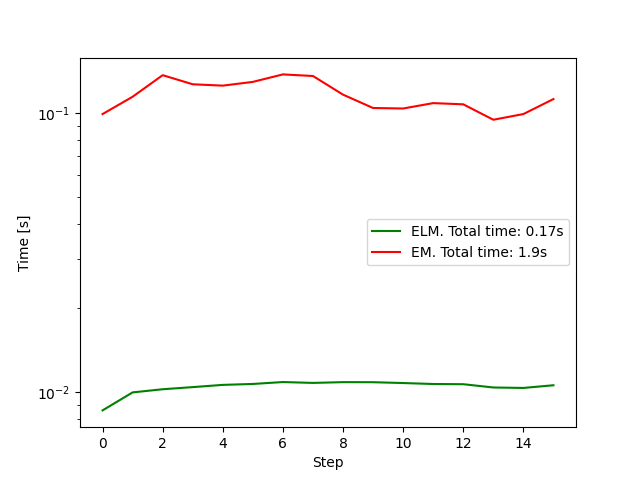 10⁻¹
10⁻²
Time [s]
ELM. Total time: 0.17s
EM. Total time: 1.9s
0 2 4 6 8 10 12 14
Step